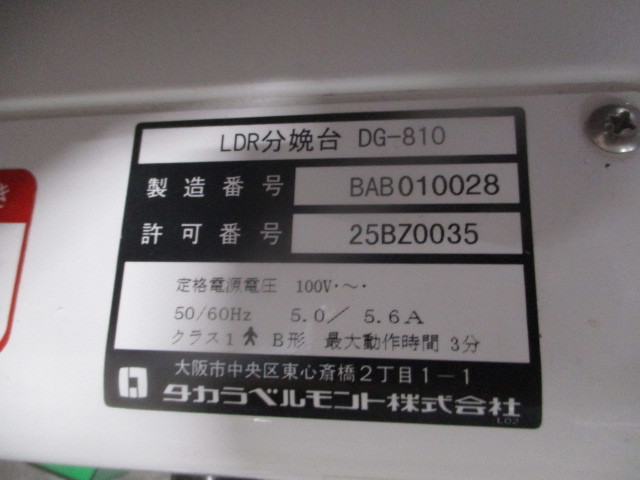 LDR分娩台 DG-810
製造番号 BAB010028
許可番号 25BZ0035
定格電源電圧 100V・〜・
50/60Hz 5.0／ 5.6A
クラス1 B形 最大動作時間 3分
大阪市中央区東心斎橋2丁目1－1
タカラベルモント株式会社
L02
き